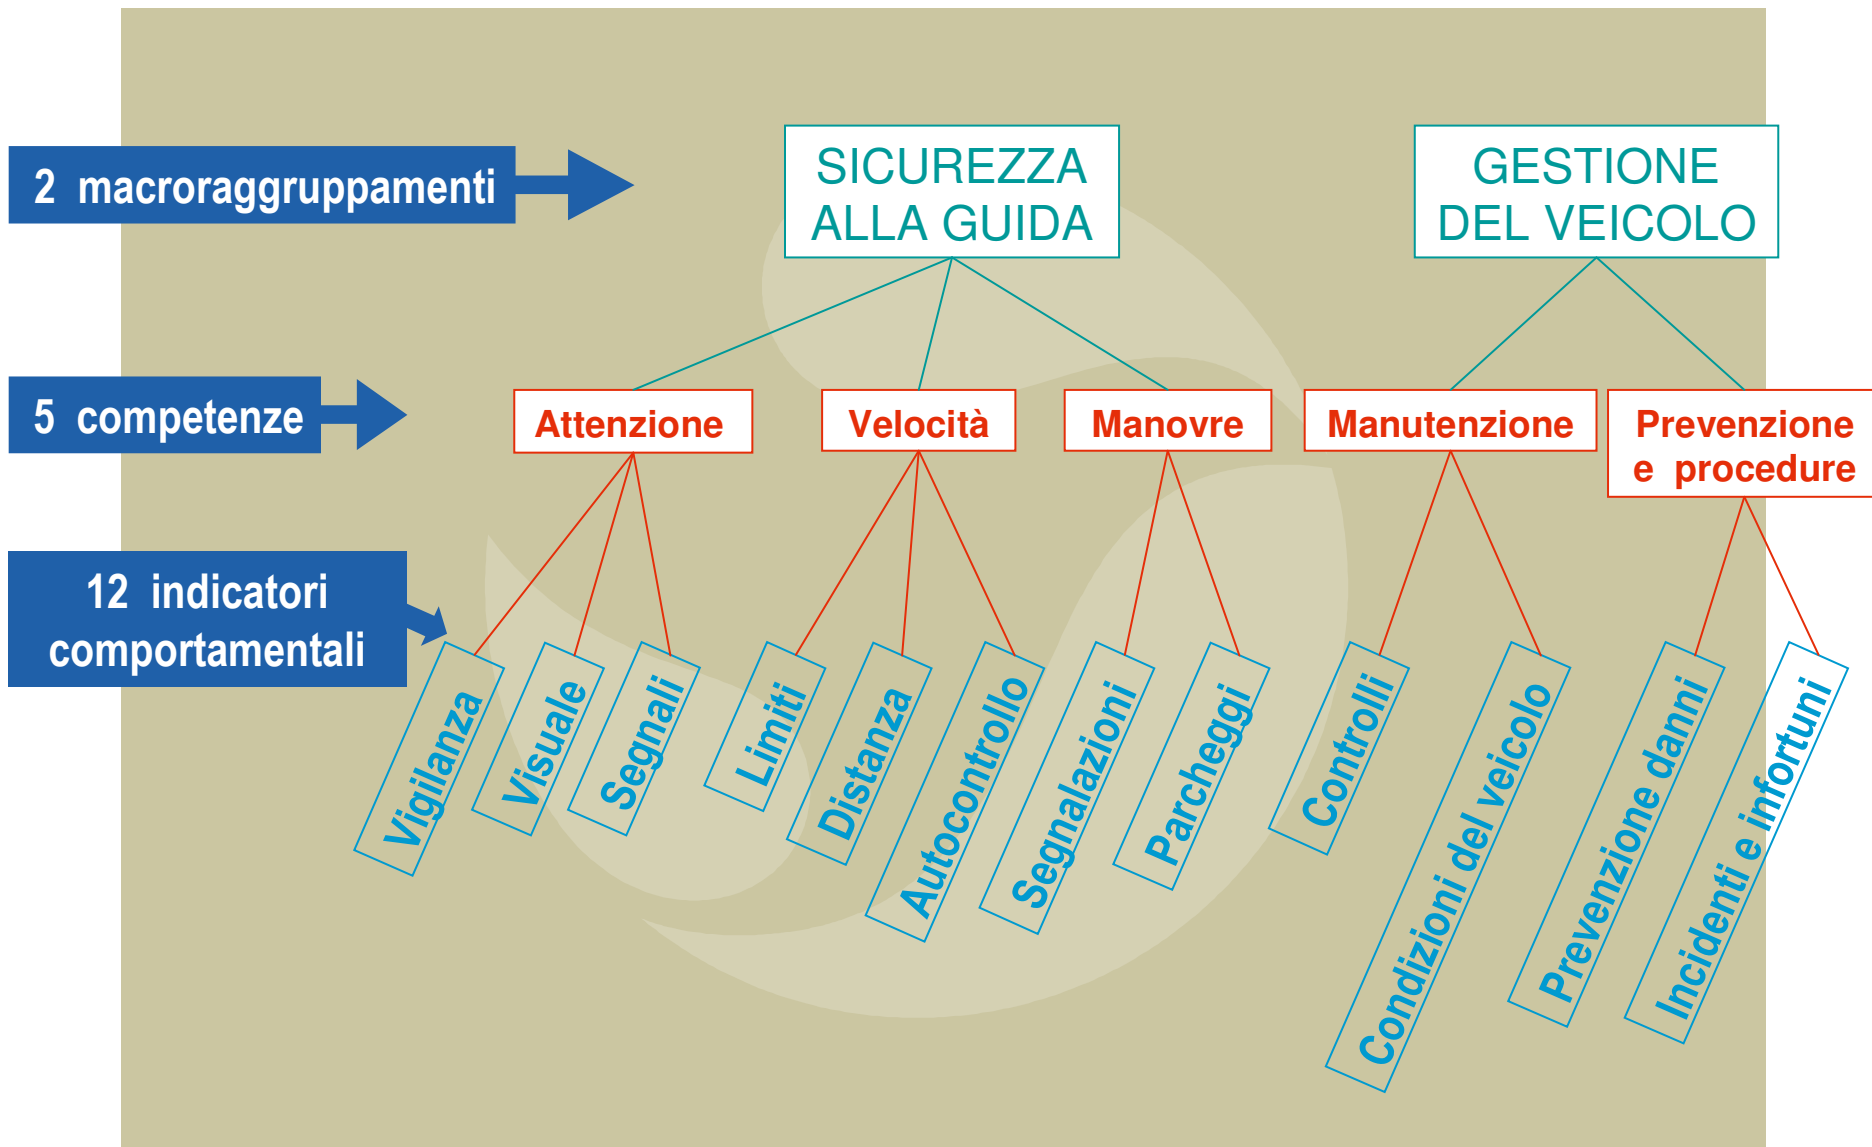 2 macroraggruppamenti
SICUREZZA
ALLA GUIDA
GESTIONE
DEL VEICOLO
5 competenze
Attenzione
Velocità
Manovre
Manutenzione
Prevenzione
e procedure
12 indicatori
comportamentali
Vigilanza
Visuale
Segnali
Limiti
Distanza
Autocontrollo
Segnalazioni
Parcheggi
Controlli
Condizioni del veicolo
Prevenzione danni
Incidenti e infortuni